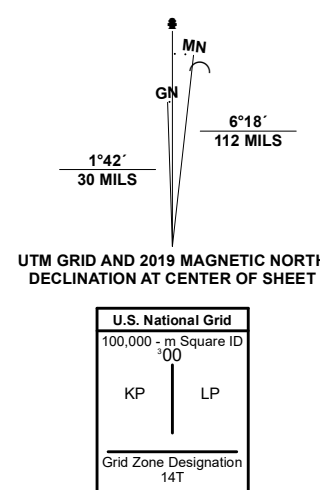 MN
GN
6°18´
112 MILS
1°42´
30 MILS
UTM GRID AND 2019 MAGNETIC NORTH
DECLINATION AT CENTER OF SHEET
U.S. National Grid
100,000 - m Square ID
³00
KP LP
Grid Zone Designation
14T